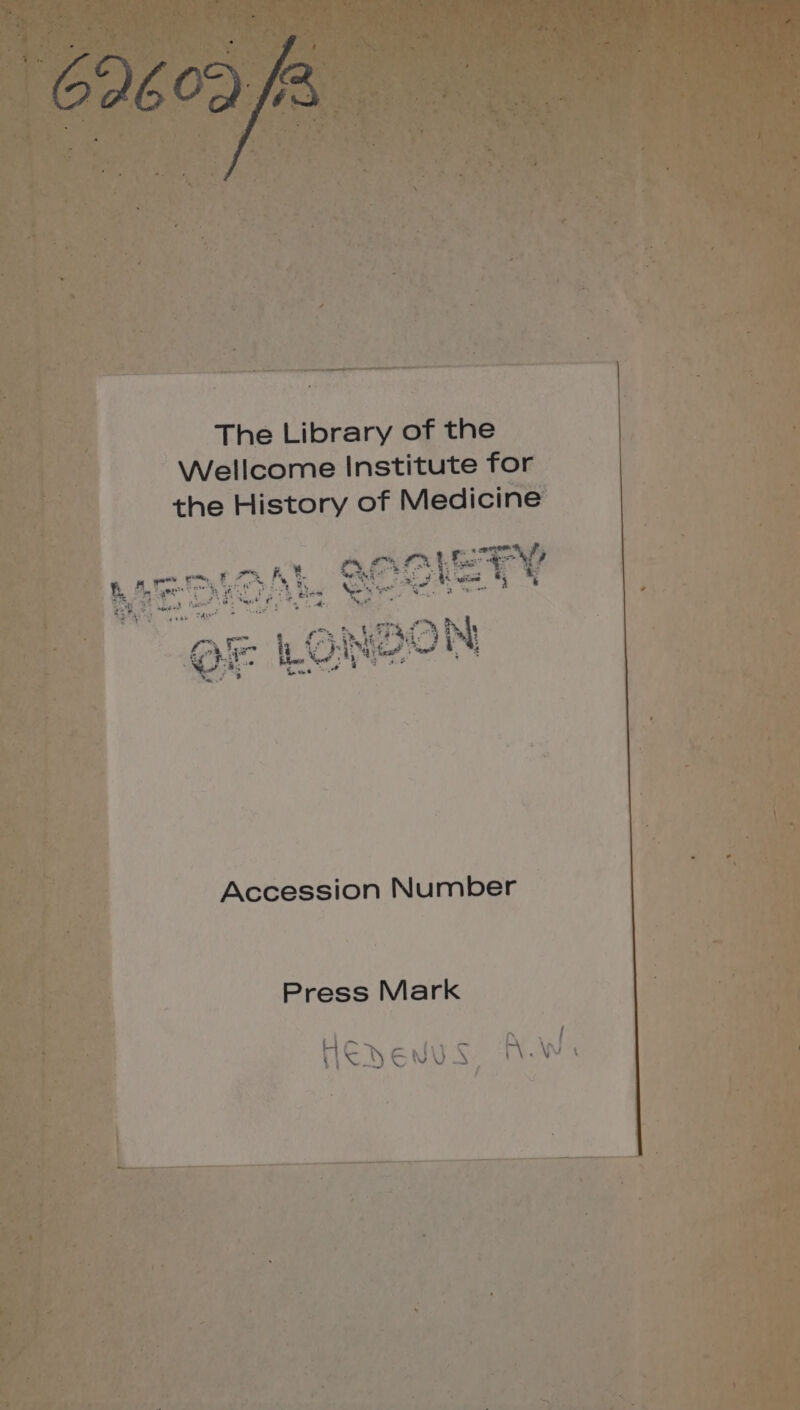 62602/B
The Library of the
Wellcome Institute for
the History of Medicine
MEDICAL SOCIETY
OF LONDON
Accession Number
Press Mark
HEDENUS, A.W.